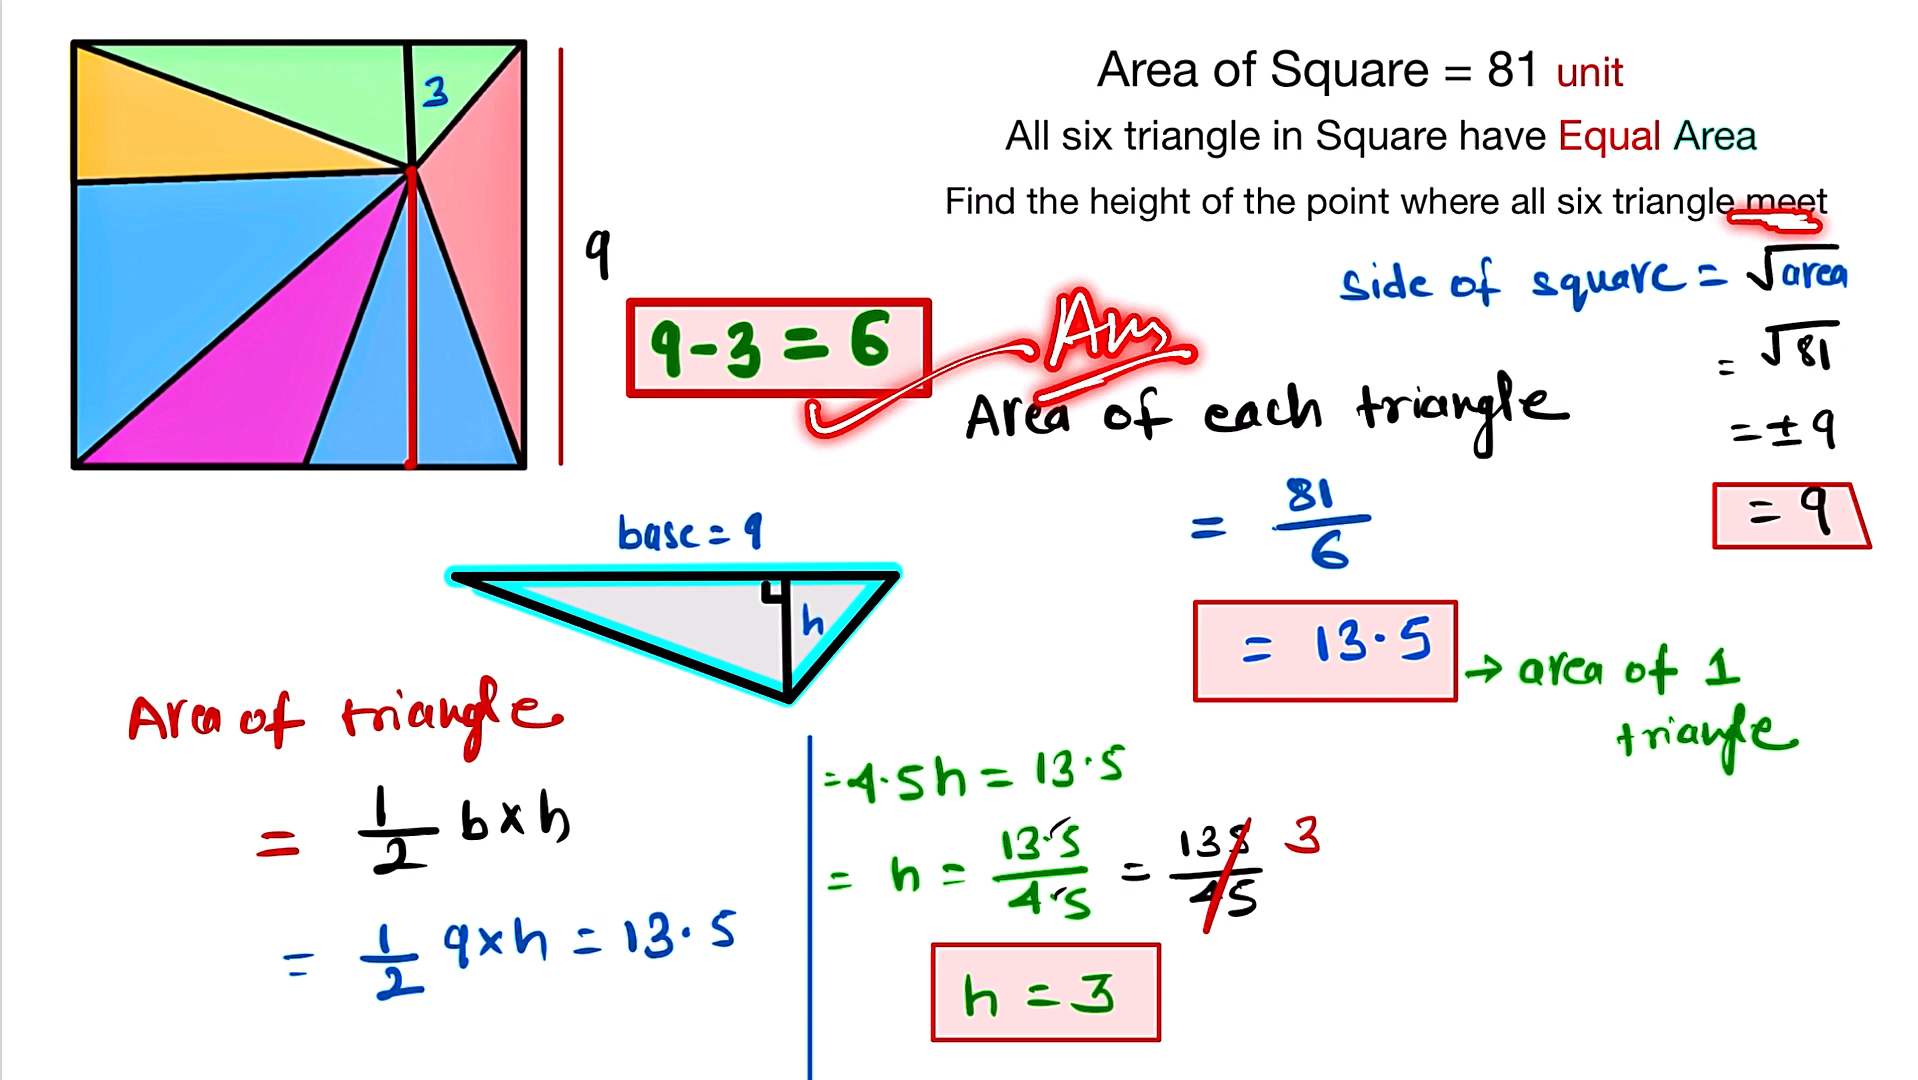 Area of Square = 81 unit
All six triangle in Square have Equal Area
Find the height of the point where all six triangle meet
3
9
side of square = √area
= √81
= ± 9
= 9
9-3 = 6
Ans
Area of each triangle
= 81/6
= 13.5 → area of 1 triangle
base = 9
h
Area of triangle
= 1/2 b×h
= 1/2 9×h = 13.5
= 4.5h = 13.5
= h = 13.5/4.5 = 135/45 3
h = 3